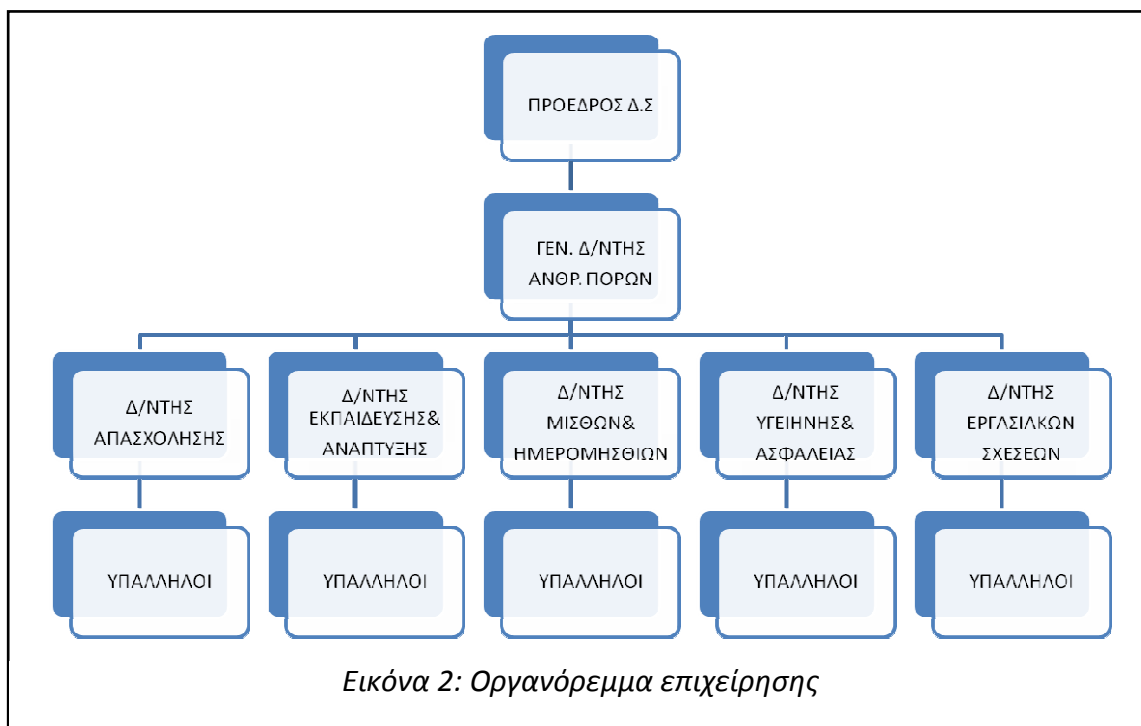 ΠΡΟΕΔΡΟΣ Δ.Σ
ΓΕΝ. Δ/ΝΤΗΣ
ΑΝΘΡ. ΠΟΡΩΝ
Δ/ΝΤΗΣ
ΑΠΑΣΧΟΛΗΣΗΣ
Δ/ΝΤΗΣ
ΕΚΠΑΙΔΕΥΣΗΣ&
ΑΝΑΠΤΥΞΗΣ
Δ/ΝΤΗΣ
ΜΙΣΘΩΝ&
ΗΜΕΡΟΜΗΣΘΙΩΝ
Δ/ΝΤΗΣ
ΥΓΕΙΗΝΗΣ&
ΑΣΦΑΛΕΙΑΣ
Δ/ΝΤΗΣ
ΕΡΓΑΣΙΑΚΩΝ
ΣΧΕΣΕΩΝ
ΥΠΑΛΛΗΛΟΙ
ΥΠΑΛΛΗΛΟΙ
ΥΠΑΛΛΗΛΟΙ
ΥΠΑΛΛΗΛΟΙ
ΥΠΑΛΛΗΛΟΙ
Εικόνα 2: Οργανόρεμμα επιχείρησης